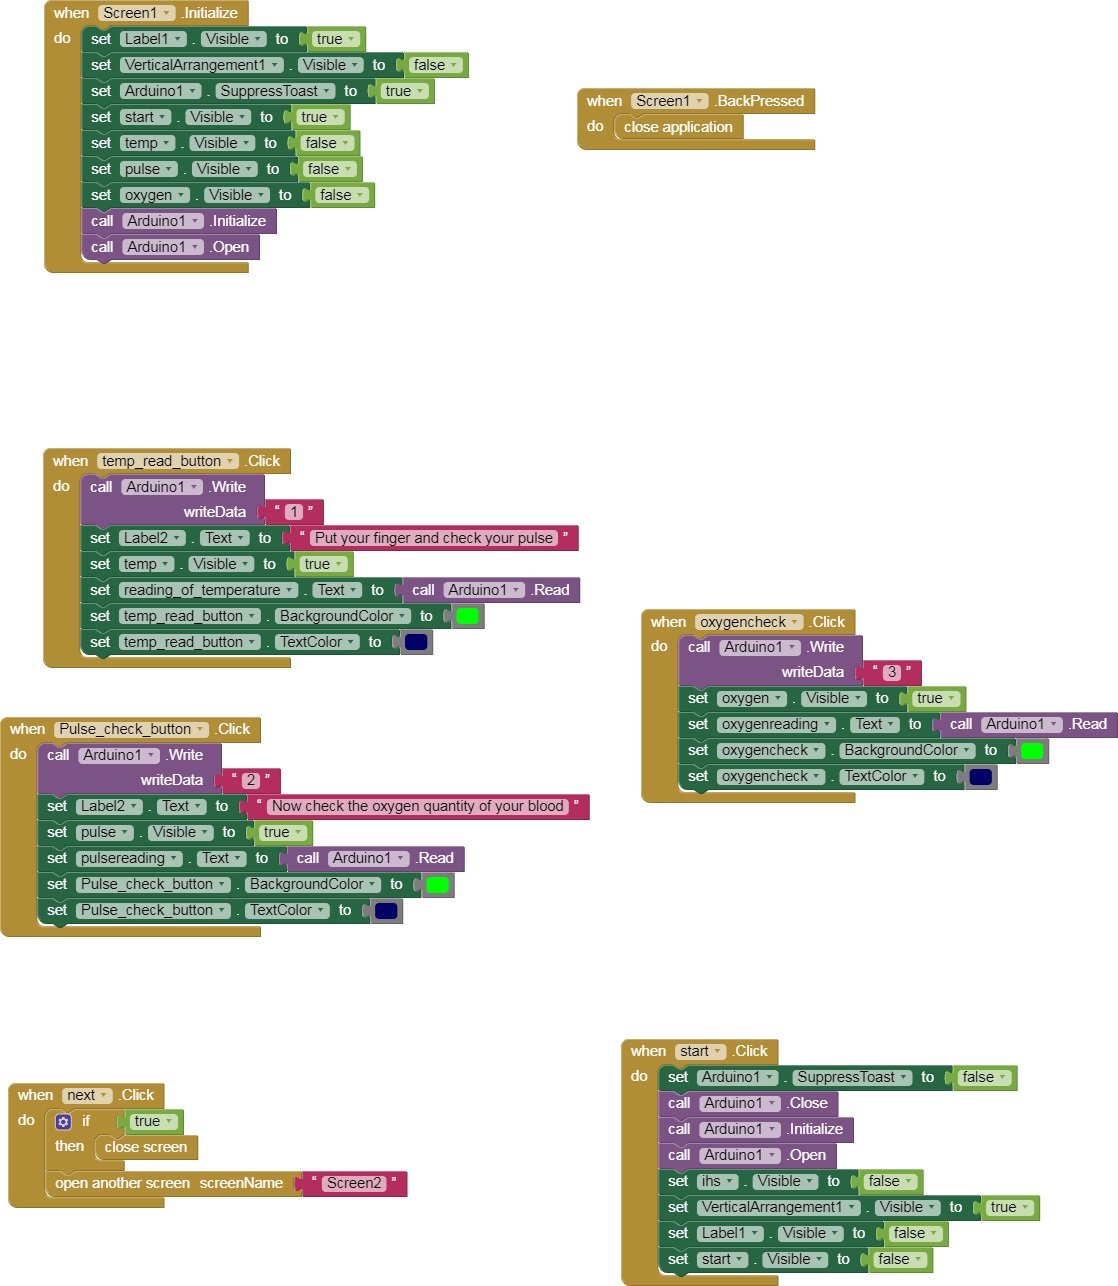 when Screen1 .Initialize
do set Label1 . Visible to true
set VerticalArrangement1 . Visible to false
set Arduino1 . SuppressToast to true
set start . Visible to true
set temp . Visible to false
set pulse . Visible to false
set oxygen . Visible to false
call Arduino1 .Initialize
call Arduino1 .Open
when Screen1 .BackPressed
do close application
when temp_read_button .Click
do call Arduino1 .Write
writeData " 1 "
set Label2 . Text to " Put your finger and check your pulse "
set temp . Visible to true
set reading_of_temperature . Text to call Arduino1 .Read
set temp_read_button . BackgroundColor to
set temp_read_button . TextColor to
when oxygencheck .Click
do call Arduino1 .Write
writeData " 3 "
set oxygen . Visible to true
set oxygenreading . Text to call Arduino1 .Read
set oxygencheck . BackgroundColor to
set oxygencheck . TextColor to
when Pulse_check_button .Click
do call Arduino1 .Write
writeData " 2 "
set Label2 . Text to " Now check the oxygen quantity of your blood "
set pulse . Visible to true
set pulsereading . Text to call Arduino1 .Read
set Pulse_check_button . BackgroundColor to
set Pulse_check_button . TextColor to
when next .Click
do if true
then close screen
open another screen screenName " Screen2 "
when start .Click
do set Arduino1 . SuppressToast to false
call Arduino1 .Close
call Arduino1 .Initialize
call Arduino1 .Open
set ihs . Visible to false
set VerticalArrangement1 . Visible to true
set Label1 . Visible to false
set start . Visible to false